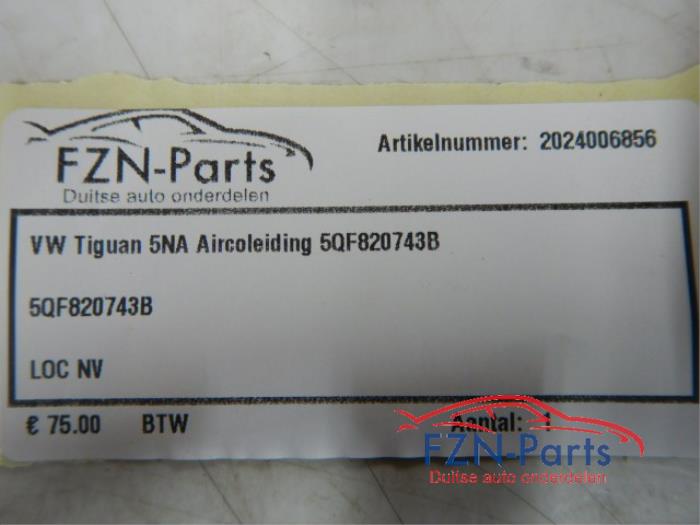 FZN-Parts
Duitse auto onderdelen
Artikelnummer: 2024006856
VW Tiguan 5NA Aircoleiding 5QF820743B
5QF820743B
LOC NV
€ 75.00 BTW Aantal: 1
FZN-Parts
Duitse auto onderdelen